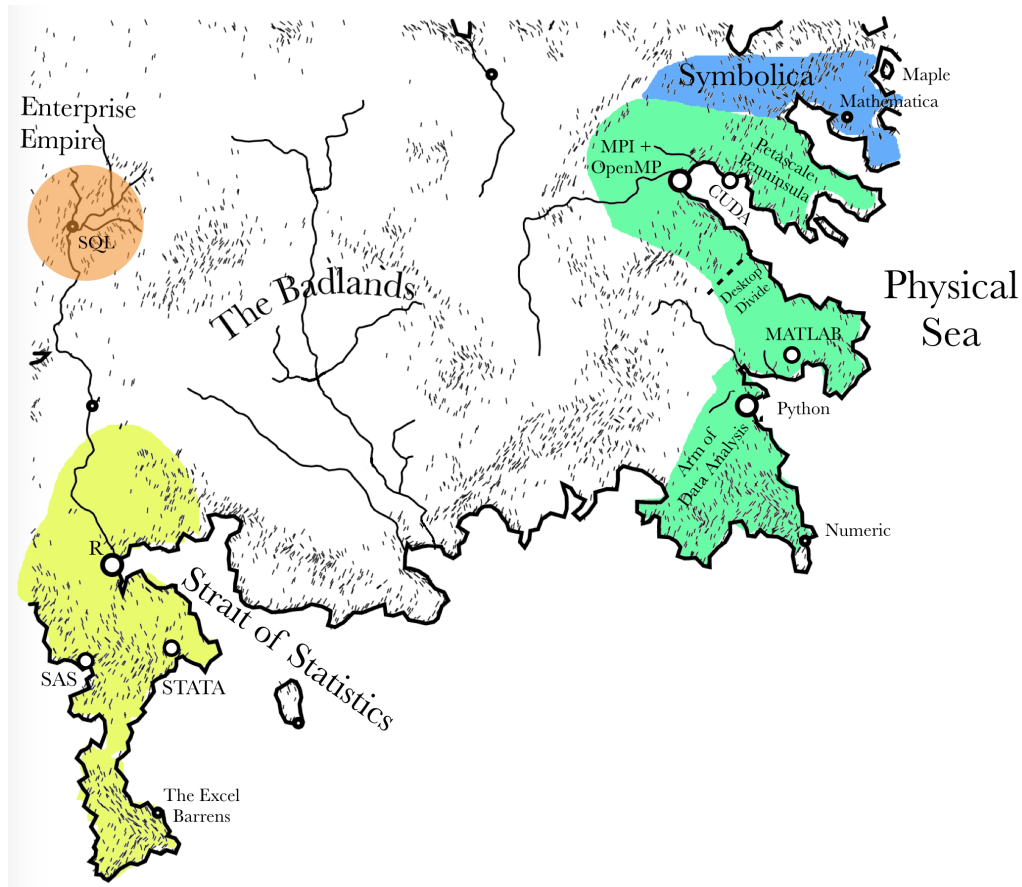 Symbolica
Maple
Mathematica
Enterprise
Empire
MPI +
OpenMP
Petascale
Penninsula
CUDA
SQL
The Badlands
Desktop
Divide
Physical
Sea
MATLAB
Python
Arm of
Data Analysis
Numeric
R
Strait of Statistics
SAS
STATA
The Excel
Barrens